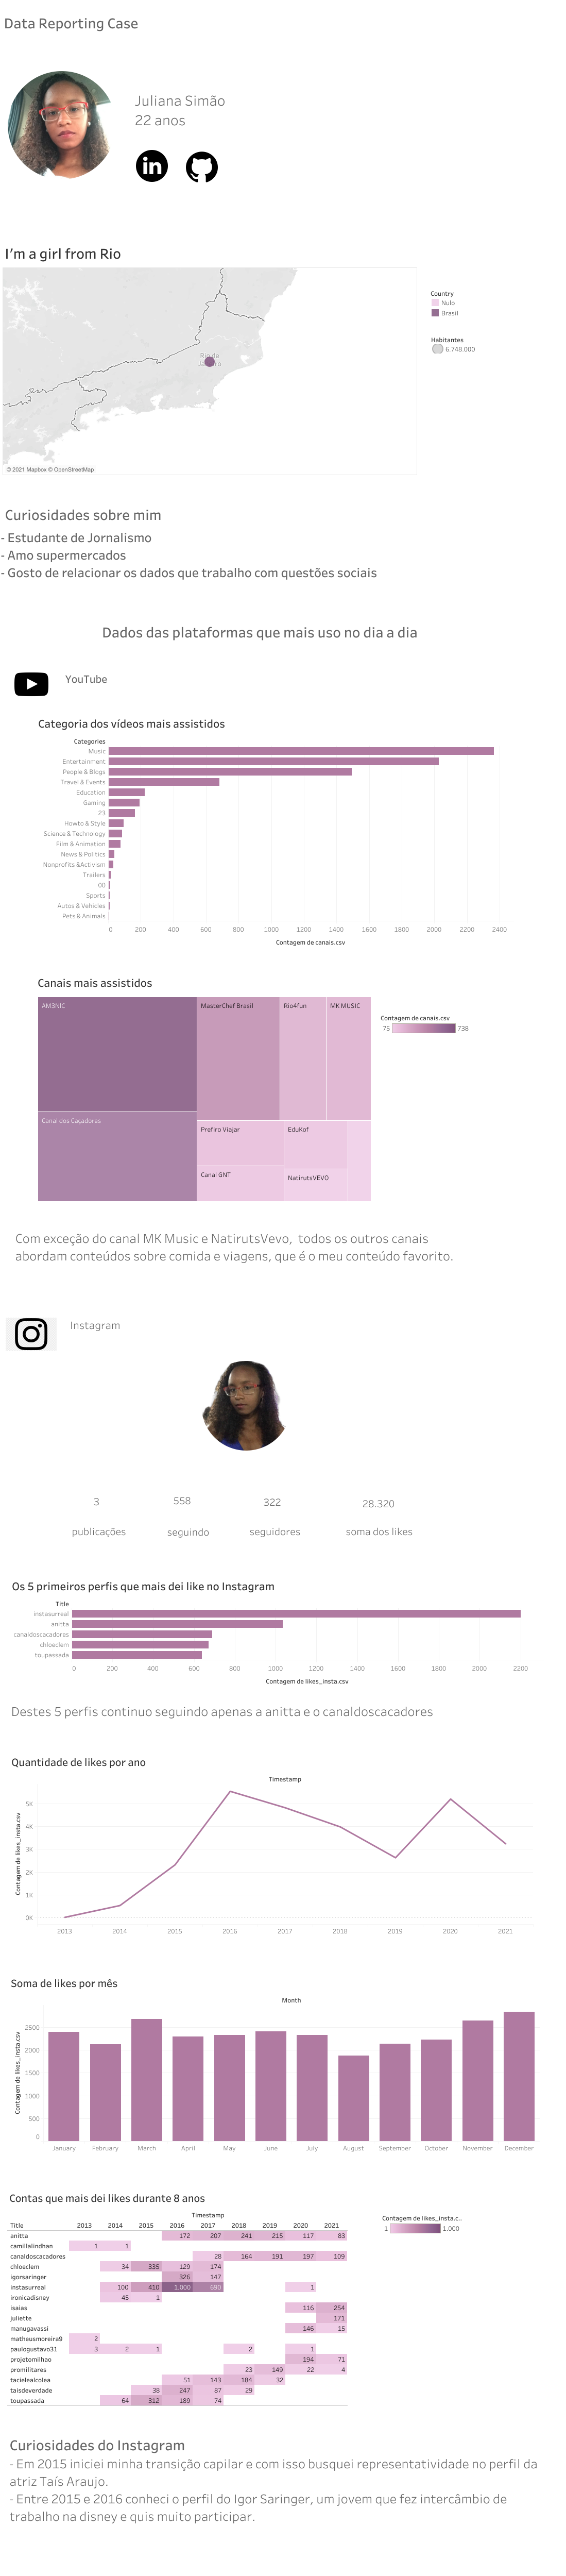 Data Reporting Case
Juliana Simão
22 anos
in
I'm a girl from Rio
Country
Nulo
Brasil
Habitantes
6.748.000
Rio de
Janeiro
© 2021 Mapbox © OpenStreetMap
Curiosidades sobre mim
- Estudante de Jornalismo
- Amo supermercados
- Gosto de relacionar os dados que trabalho com questões sociais
Dados das plataformas que mais uso no dia a dia
YouTube
Categoria dos vídeos mais assistidos
Categories
Music
Entertainment
People & Blogs
Travel & Events
Education
Gaming
23
Howto & Style
Science & Technology
Film & Animation
News & Politics
Nonprofits.&Activism
Trailers
00
Sports
Autos & Vehicles
Pets & Animals
0 200 400 600 800 1000 1200 1400 1600 1800 2000 2200 2400
Contagem de canais.csv
Canais mais assistidos
AM3NIC
MasterChef Brasil
Rio4fun
MK MUSIC
Contagem de canais.csv
75 738
Canal dos Caçadores
Prefiro Viajar
EduKof
Canal GNT
NatirutsVEVO
Com exceção do canal MK Music e NatirutsVevo, todos os outros canais
abordam conteúdos sobre comida e viagens, que é o meu conteúdo favorito.
Instagram
3 558 322 28.320
publicações seguindo seguidores soma dos likes
Os 5 primeiros perfis que mais dei like no Instagram
Title
instasurreal
anitta
canaldoscacadores
chloeclem
toupassada
0 200 400 600 800 1000 1200 1400 1600 1800 2000 2200
Contagem de likes_insta.csv
Destes 5 perfis continuo seguindo apenas a anitta e o canaldoscacadores
Quantidade de likes por ano
Timestamp
Contagem de likes_insta.csv
5K
4K
3K
2K
1K
0K
2013 2014 2015 2016 2017 2018 2019 2020 2021
Soma de likes por mês
Month
Contagem de likes_insta.csv
2500
2000
1500
1000
500
0
January February March April May June July August September October November December
Contas que mais dei likes durante 8 anos
Timestamp
Title 2013 2014 2015 2016 2017 2018 2019 2020 2021
anitta 172 207 241 215 117 83
camillalindhan 1 1
canaldoscacadores 28 164 191 197 109
chloeclem 34 335 129 174
igorsaringer 326 147
instasurreal 100 410 1.000 690 1
ironicadisney 45 1
isaias 116 254
juliette 171
manugavassi 146 15
matheusmoreira9 2
paulogustavo31 3 2 1 2 1
projetomilhao 194 71
promilitares 23 149 22 4
tacielealcolea 51 143 184 32
taisdeverdade 38 247 87 29
toupassada 64 312 189 74
Contagem de likes_insta.c..
1 1.000
Curiosidades do Instagram
- Em 2015 iniciei minha transição capilar e com isso busquei representatividade no perfil da
atriz Taís Araujo.
- Entre 2015 e 2016 conheci o perfil do Igor Saringer, um jovem que fez intercâmbio de
trabalho na disney e quis muito participar.